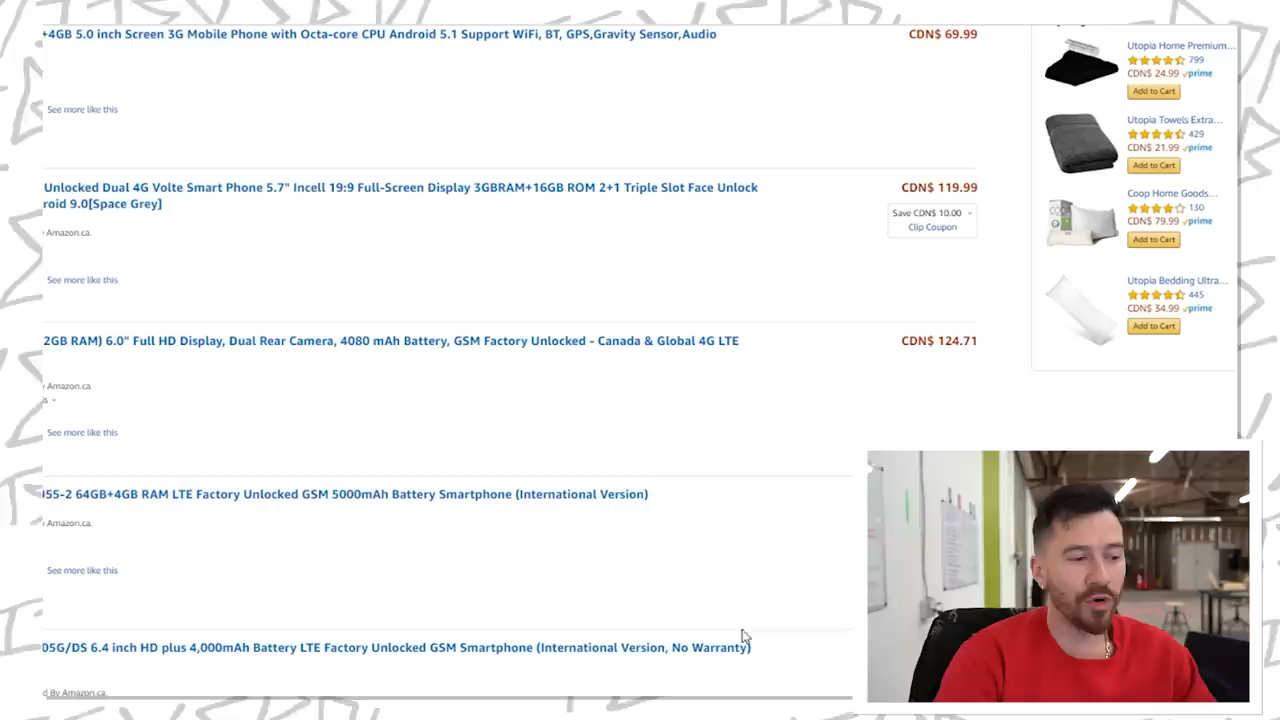 +4GB 5.0 inch Screen 3G Mobile Phone with Octa-core CPU Android 5.1 Support WiFi, BT, GPS,Gravity Sensor,Audio
CDN$ 69.99
See more like this
Unlocked Dual 4G Volte Smart Phone 5.7" Incell 19:9 Full-Screen Display 3GBRAM+16GB ROM 2+1 Triple Slot Face Unlock
roid 9.0[Space Grey]
CDN$ 119.99
Save CDN$ 10.00
Clip Coupon
Amazon.ca.
See more like this
2GB RAM) 6.0" Full HD Display, Dual Rear Camera, 4080 mAh Battery, GSM Factory Unlocked – Canada & Global 4G LTE
CDN$ 124.71
Amazon.ca.
See more like this
55-2 64GB+4GB RAM LTE Factory Unlocked GSM 5000mAh Battery Smartphone (International Version)
Amazon.ca.
See more like this
05G/DS 6.4 inch HD plus 4,000mAh Battery LTE Factory Unlocked GSM Smartphone (International Version, No Warranty)
d By Amazon.ca.
Utopia Home Premium...
799
CDN$ 24.99 prime
Add to Cart
Utopia Towels Extra...
429
CDN$ 21.99 prime
Add to Cart
Coop Home Goods...
130
CDN$ 79.99 prime
Add to Cart
Utopia Bedding Ultra...
445
CDN$ 34.99 prime
Add to Cart